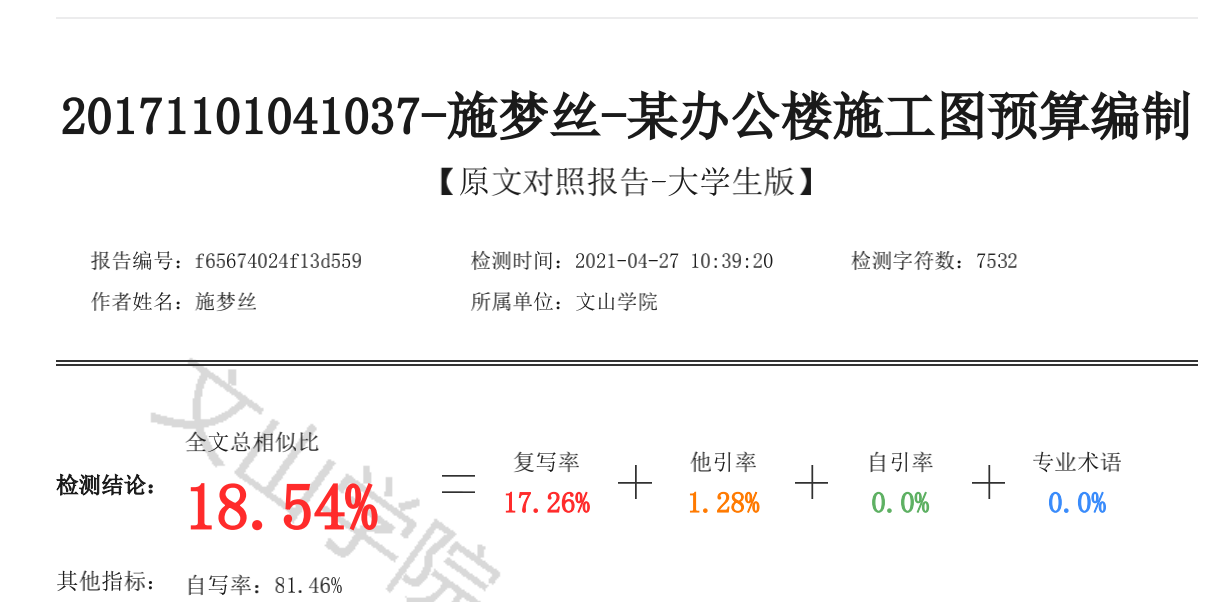 20171101041037-施梦丝-某办公楼施工图预算编制
【原文对照报告-大学生版】
报告编号：f65674024f13d559 检测时间：2021-04-27 10:39:20 检测字符数：7532
作者姓名：施梦丝 所属单位：文山学院
全文总相似比 复写率 他引率 自引率 专业术语
检测结论： 18.54% = 17.26% + 1.28% + 0.0% + 0.0%
其他指标： 自写率：81.46%
文山学院